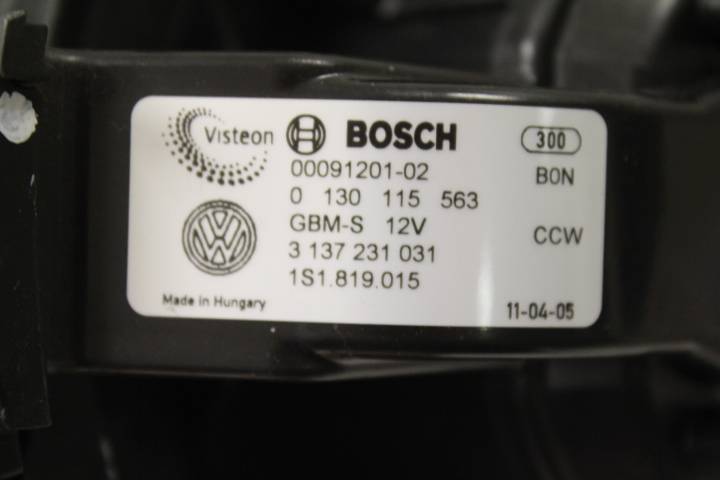 Visteon BOSCH 300
00091201-02 B0N
0 130 115 563
GBM-S 12V CCW
3 137 231 031
1S1.819.015
Made in Hungary 11-04-05